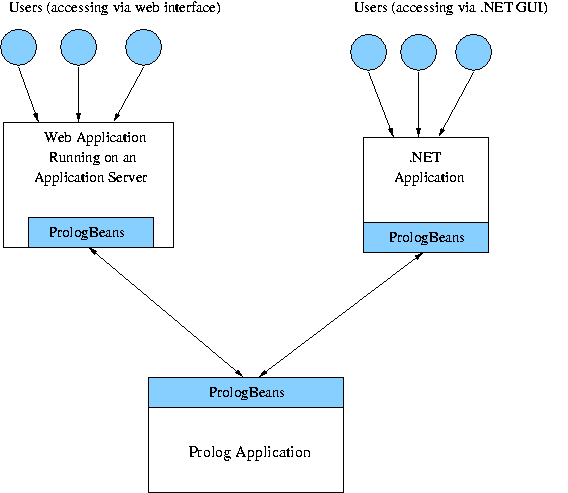 Users (accessing via web interface)
Users (accessing via .NET GUI)
Web Application
Running on an
Application Server
PrologBeans
.NET
Application
PrologBeans
PrologBeans
Prolog Application